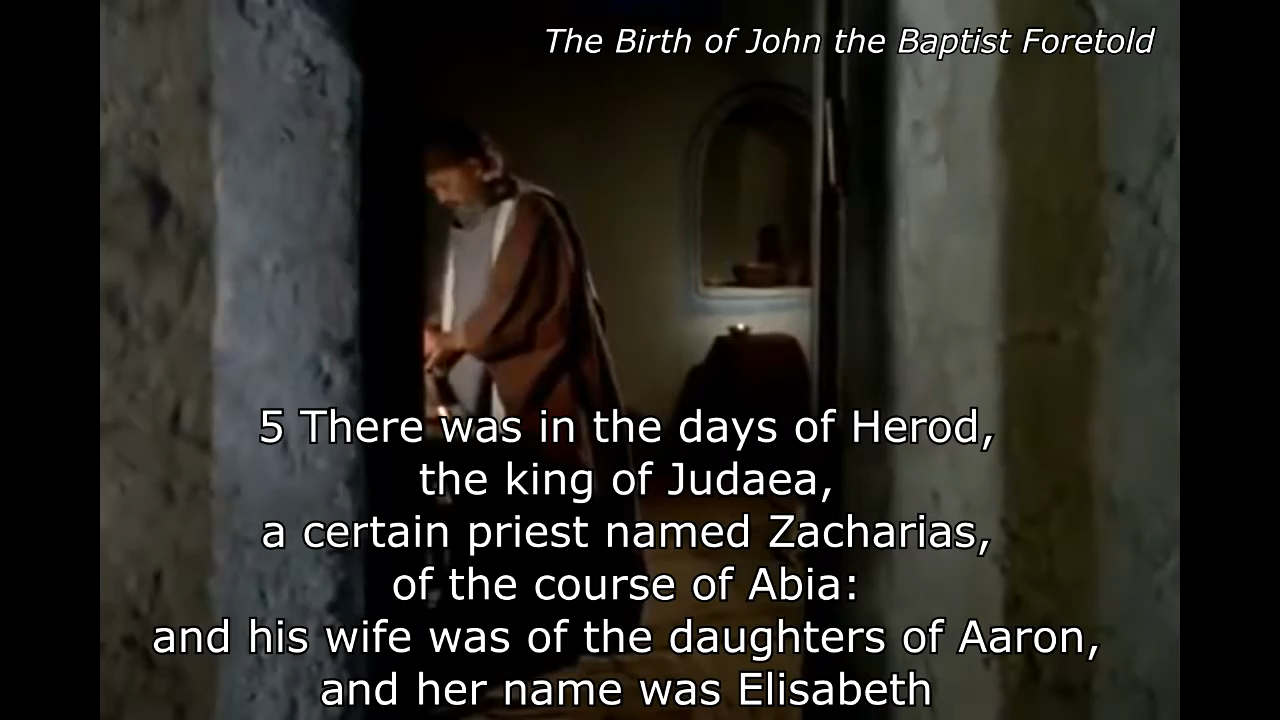 The Birth of John the Baptist Foretold
5 There was in the days of Herod,
the king of Judaea,
a certain priest named Zacharias,
of the course of Abia:
and his wife was of the daughters of Aaron,
and her name was Elisabeth